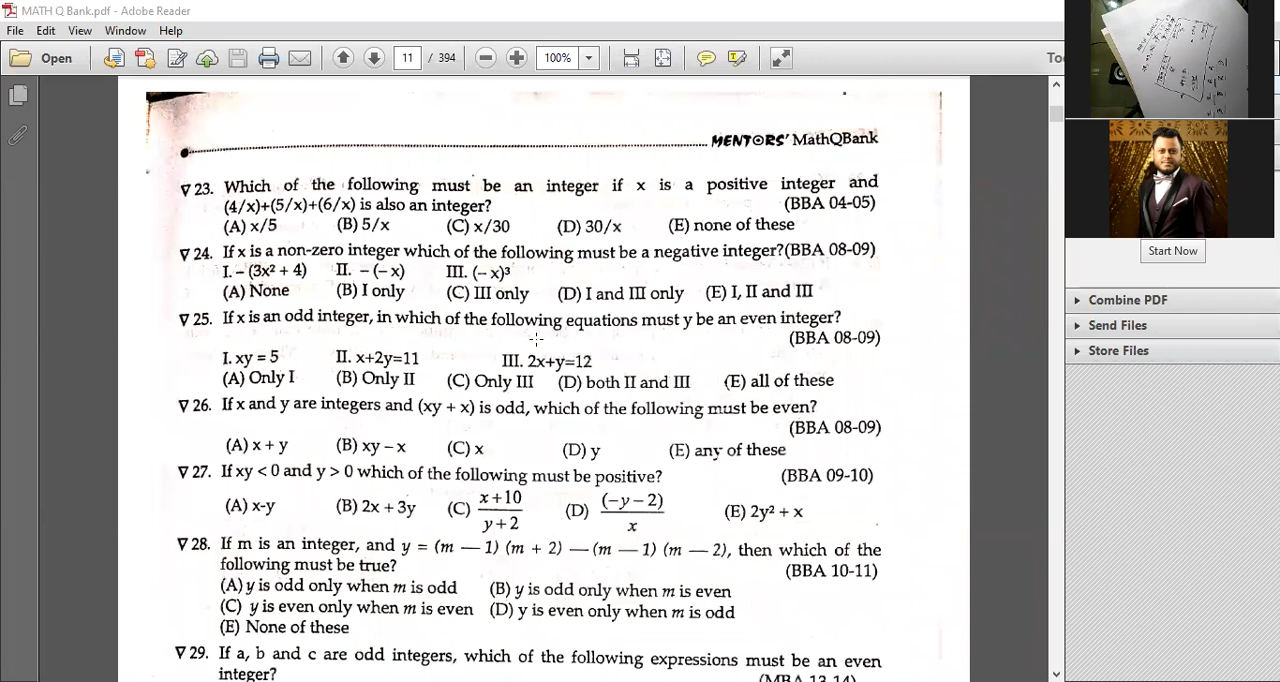 MATH Q Bank.pdf - Adobe Reader
File Edit View Window Help
Open 11 / 394 100%
MENTORS' MathQBank
∇ 23. Which of the following must be an integer if x is a positive integer and
(4/x)+(5/x)+(6/x) is also an integer? (BBA 04-05)
(A) x/5 (B) 5/x (C) x/30 (D) 30/x (E) none of these
∇ 24. If x is a non-zero integer which of the following must be a negative integer?(BBA 08-09)
I. – (3x² + 4) II. – (– x) III. (– x)³
(A) None (B) I only (C) III only (D) I and III only (E) I, II and III
∇ 25. If x is an odd integer, in which of the following equations must y be an even integer?
(BBA 08-09)
I. xy = 5 II. x+2y=11 III. 2x+y=12
(A) Only I (B) Only II (C) Only III (D) both II and III (E) all of these
∇ 26. If x and y are integers and (xy + x) is odd, which of the following must be even?
(BBA 08-09)
(A) x + y (B) xy – x (C) x (D) y (E) any of these
∇ 27. If xy < 0 and y > 0 which of the following must be positive? (BBA 09-10)
(A) x-y (B) 2x + 3y (C) x+10 / y+2 (D) (–y – 2) / x (E) 2y² + x
∇ 28. If m is an integer, and y = (m — 1) (m + 2) — (m — 1) (m — 2), then which of the
following must be true? (BBA 10-11)
(A) y is odd only when m is odd (B) y is odd only when m is even
(C) y is even only when m is even (D) y is even only when m is odd
(E) None of these
∇ 29. If a, b and c are odd integers, which of the following expressions must be an even
integer? (MBA 13-14)
Start Now
Combine PDF
Send Files
Store Files